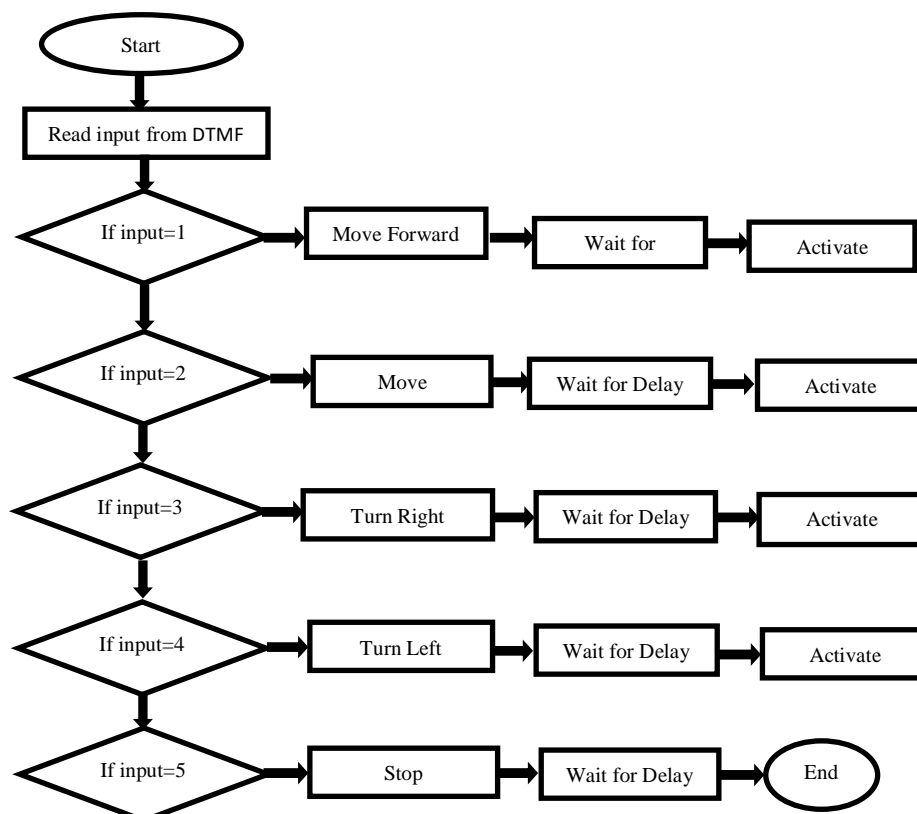 Start
Read input from DTMF
If input=1
Move Forward
Wait for
Activate
If input=2
Move
Wait for Delay
Activate
If input=3
Turn Right
Wait for Delay
Activate
If input=4
Turn Left
Wait for Delay
Activate
If input=5
Stop
Wait for Delay
End